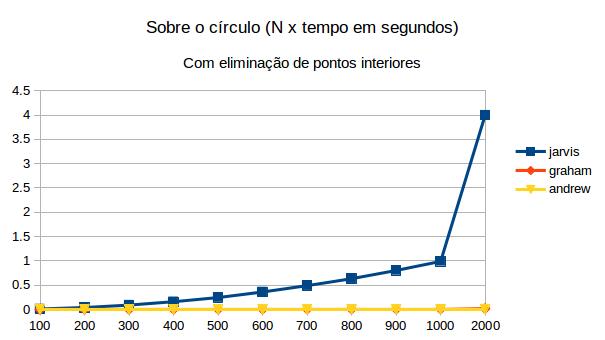 Sobre o círculo (N x tempo em segundos)
Com eliminação de pontos interiores
4.5
4
3.5
3
2.5
2
1.5
1
0.5
0
100 200 300 400 500 600 700 800 900 1000 2000
jarvis
graham
andrew